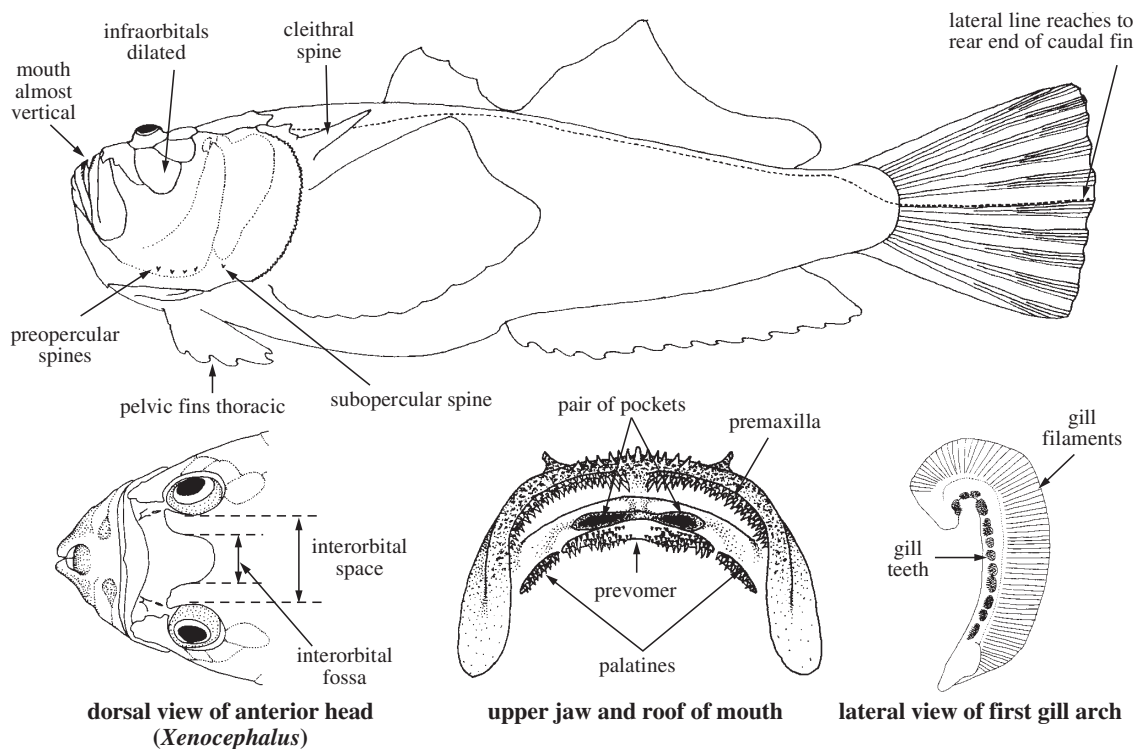 infraorbitals
dilated
cleithral
spine
lateral line reaches to
rear end of caudal fin
mouth
almost
vertical
preopercular
spines
pelvic fins thoracic
subopercular spine
pair of pockets
premaxilla
gill
filaments
interorbital
space
gill
teeth
prevomer
interorbital
fossa
palatines
dorsal view of anterior head
(Xenocephalus)
upper jaw and roof of mouth
lateral view of first gill arch